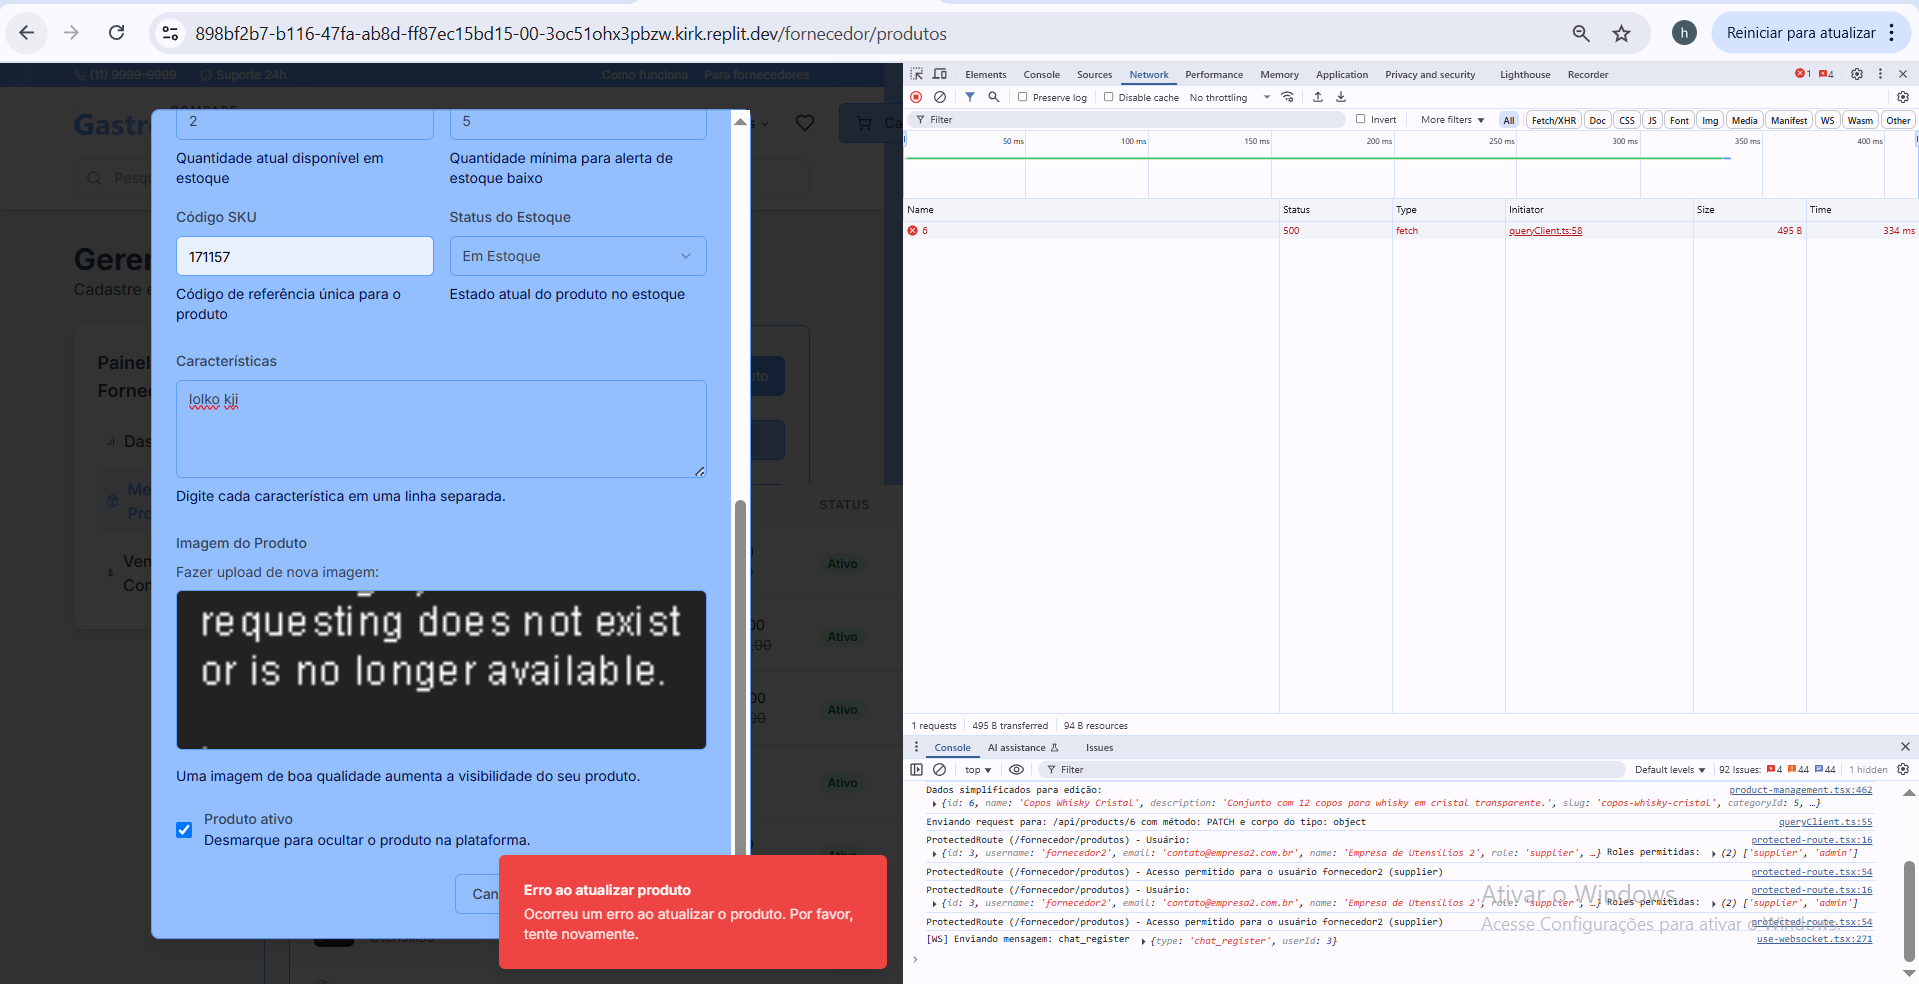 898bf2b7-b116-47fa-ab8d-ff87ec15bd15-00-3oc51ohx3pbzw.kirk.replit.dev/fornecedor/produtos
h
Reiniciar para atualizar
(11) 9999-9999
Suporte 24h
Como funciona
Para fornecedores
COMPARE
Gastr
Ca
Pesqu
2
5
Quantidade atual disponível em
estoque
Quantidade mínima para alerta de
estoque baixo
Código SKU
Status do Estoque
171157
Em Estoque
Código de referência única para o
produto
Estado atual do produto no estoque
Geren
Cadastre e
Painel
Forne
Das
Me
Pro
Ven
Con
Características
lolko kji
Digite cada característica em uma linha separada.
Imagem do Produto
Fazer upload de nova imagem:
requesting does not exist
or is no longer available.
Uma imagem de boa qualidade aumenta a visibilidade do seu produto.
Produto ativo
Desmarque para ocultar o produto na plataforma.
Can
STATUS
Ativo
Ativo
Ativo
Ativo
Erro ao atualizar produto
Ocorreu um erro ao atualizar o produto. Por favor,
tente novamente.
Elements Console Sources Network Performance Memory Application Privacy and security Lighthouse Recorder
1 4
Preserve log Disable cache No throttling
Filter Invert More filters All Fetch/XHR Doc CSS JS Font Img Media Manifest WS Wasm Other
50 ms 100 ms 150 ms 200 ms 250 ms 300 ms 350 ms 400 ms
Name Status Type Initiator Size Time
6 500 fetch queryClient.ts:58 495 B 334 ms
1 requests 495 B transferred 94 B resources
Console AI assistance Issues
top Filter Default levels 92 Issues: 4 44 44 1 hidden
Dados simplificados para edição: product-management.tsx:462
{id: 6, name: 'Copos Whisky Cristal', description: 'Conjunto com 12 copos para whisky em cristal transparente.', slug: 'copos-whisky-cristal', categoryId: 5, …}
Enviando request para: /api/products/6 com método: PATCH e corpo do tipo: object queryClient.ts:55
ProtectedRoute (/fornecedor/produtos) - Usuário: protected-route.tsx:16
{id: 3, username: 'fornecedor2', email: 'contato@empresa2.com.br', name: 'Empresa de Utensílios 2', role: 'supplier', …} Roles permitidas: (2) ['supplier', 'admin']
ProtectedRoute (/fornecedor/produtos) - Acesso permitido para o usuário fornecedor2 (supplier) protected-route.tsx:54
ProtectedRoute (/fornecedor/produtos) - Usuário: protected-route.tsx:16
{id: 3, username: 'fornecedor2', email: 'contato@empresa2.com.br', name: 'Empresa de Utensílios 2', role: 'supplier', …} Roles permitidas: (2) ['supplier', 'admin']
ProtectedRoute (/fornecedor/produtos) - Acesso permitido para o usuário fornecedor2 (supplier) protected-route.tsx:54
[WS] Enviando mensagem: chat_register {type: 'chat_register', userId: 3} use-websocket.tsx:271
Ativar o Windows
Acesse Configurações para ativar o Windows.